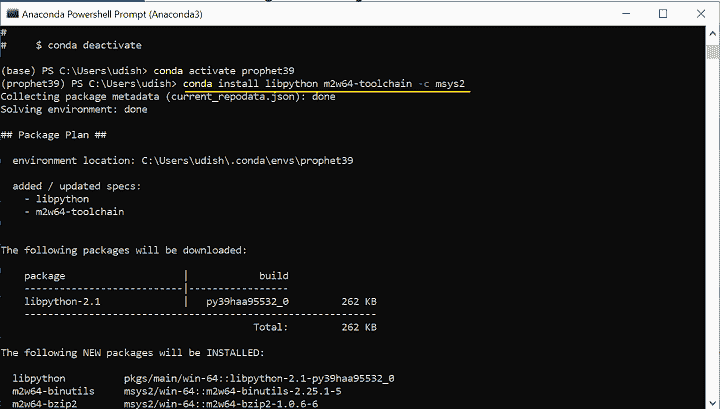 Anaconda Powershell Prompt (Anaconda3)
#
#     $ conda deactivate
(base) PS C:\Users\udish> conda activate prophet39
(prophet39) PS C:\Users\udish> conda install libpython m2w64-toolchain -c msys2
Collecting package metadata (current_repodata.json): done
Solving environment: done
## Package Plan ##
  environment location: C:\Users\udish\.conda\envs\prophet39
  added / updated specs:
    - libpython
    - m2w64-toolchain
The following packages will be downloaded:
    package                    |            build
    ---------------------------|-----------------
    libpython-2.1              |   py39haa95532_0         262 KB
    ------------------------------------------------------------
                                           Total:         262 KB
The following NEW packages will be INSTALLED:
  libpython          pkgs/main/win-64::libpython-2.1-py39haa95532_0
  m2w64-binutils     msys2/win-64::m2w64-binutils-2.25.1-5
  m2w64-bzip2        msys2/win-64::m2w64-bzip2-1.0.6-6